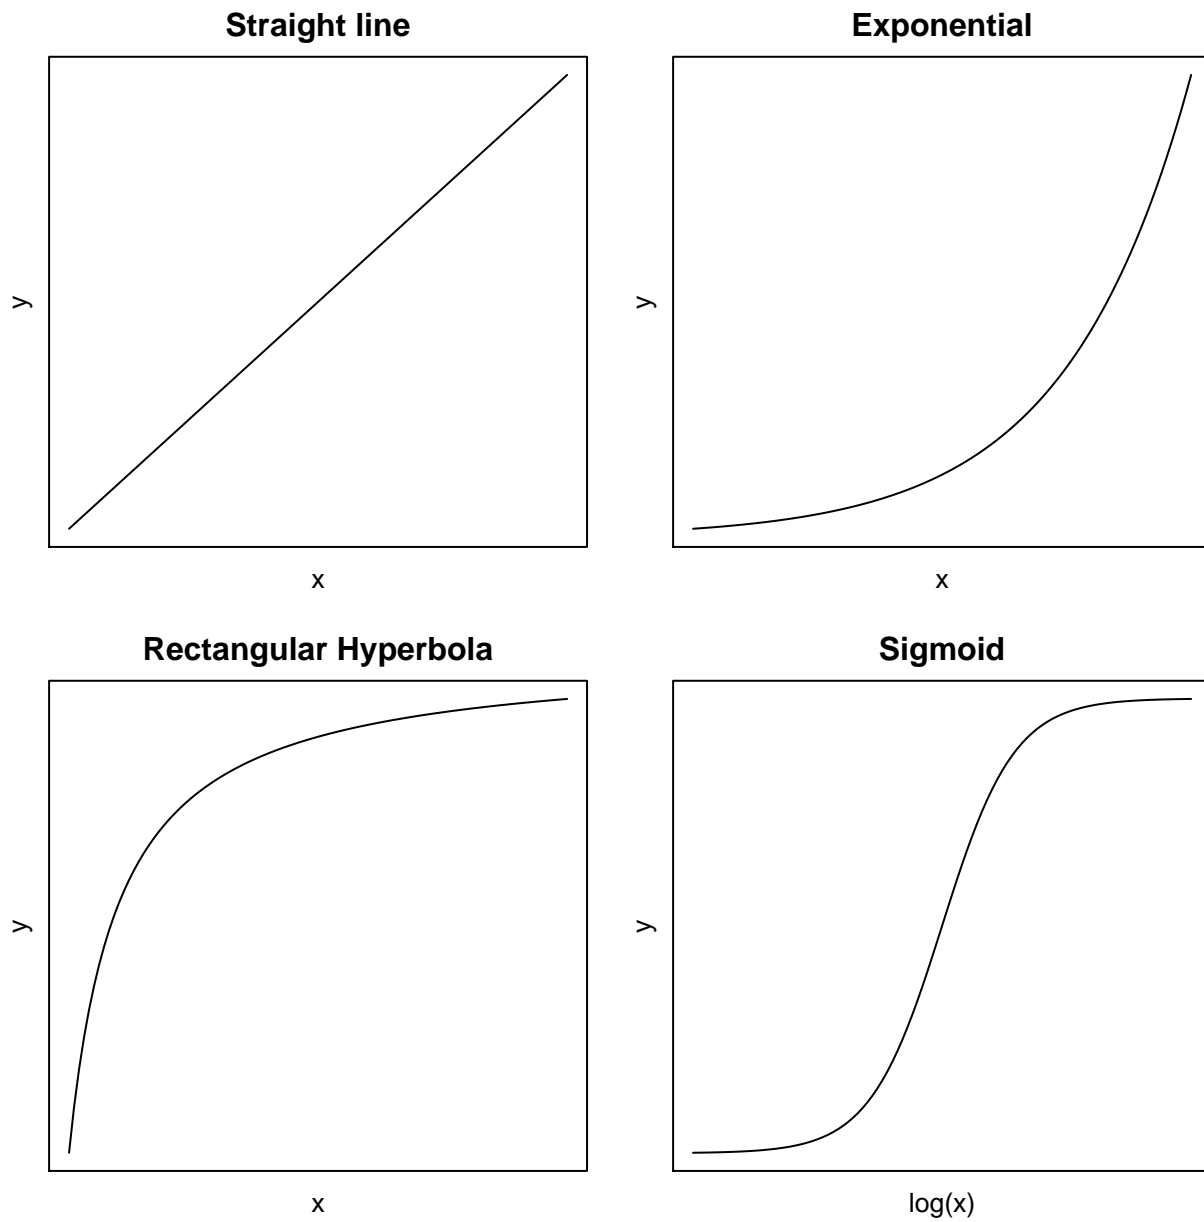 Straight line
y
x
Exponential
y
x
Rectangular Hyperbola
y
x
Sigmoid
y
log(x)